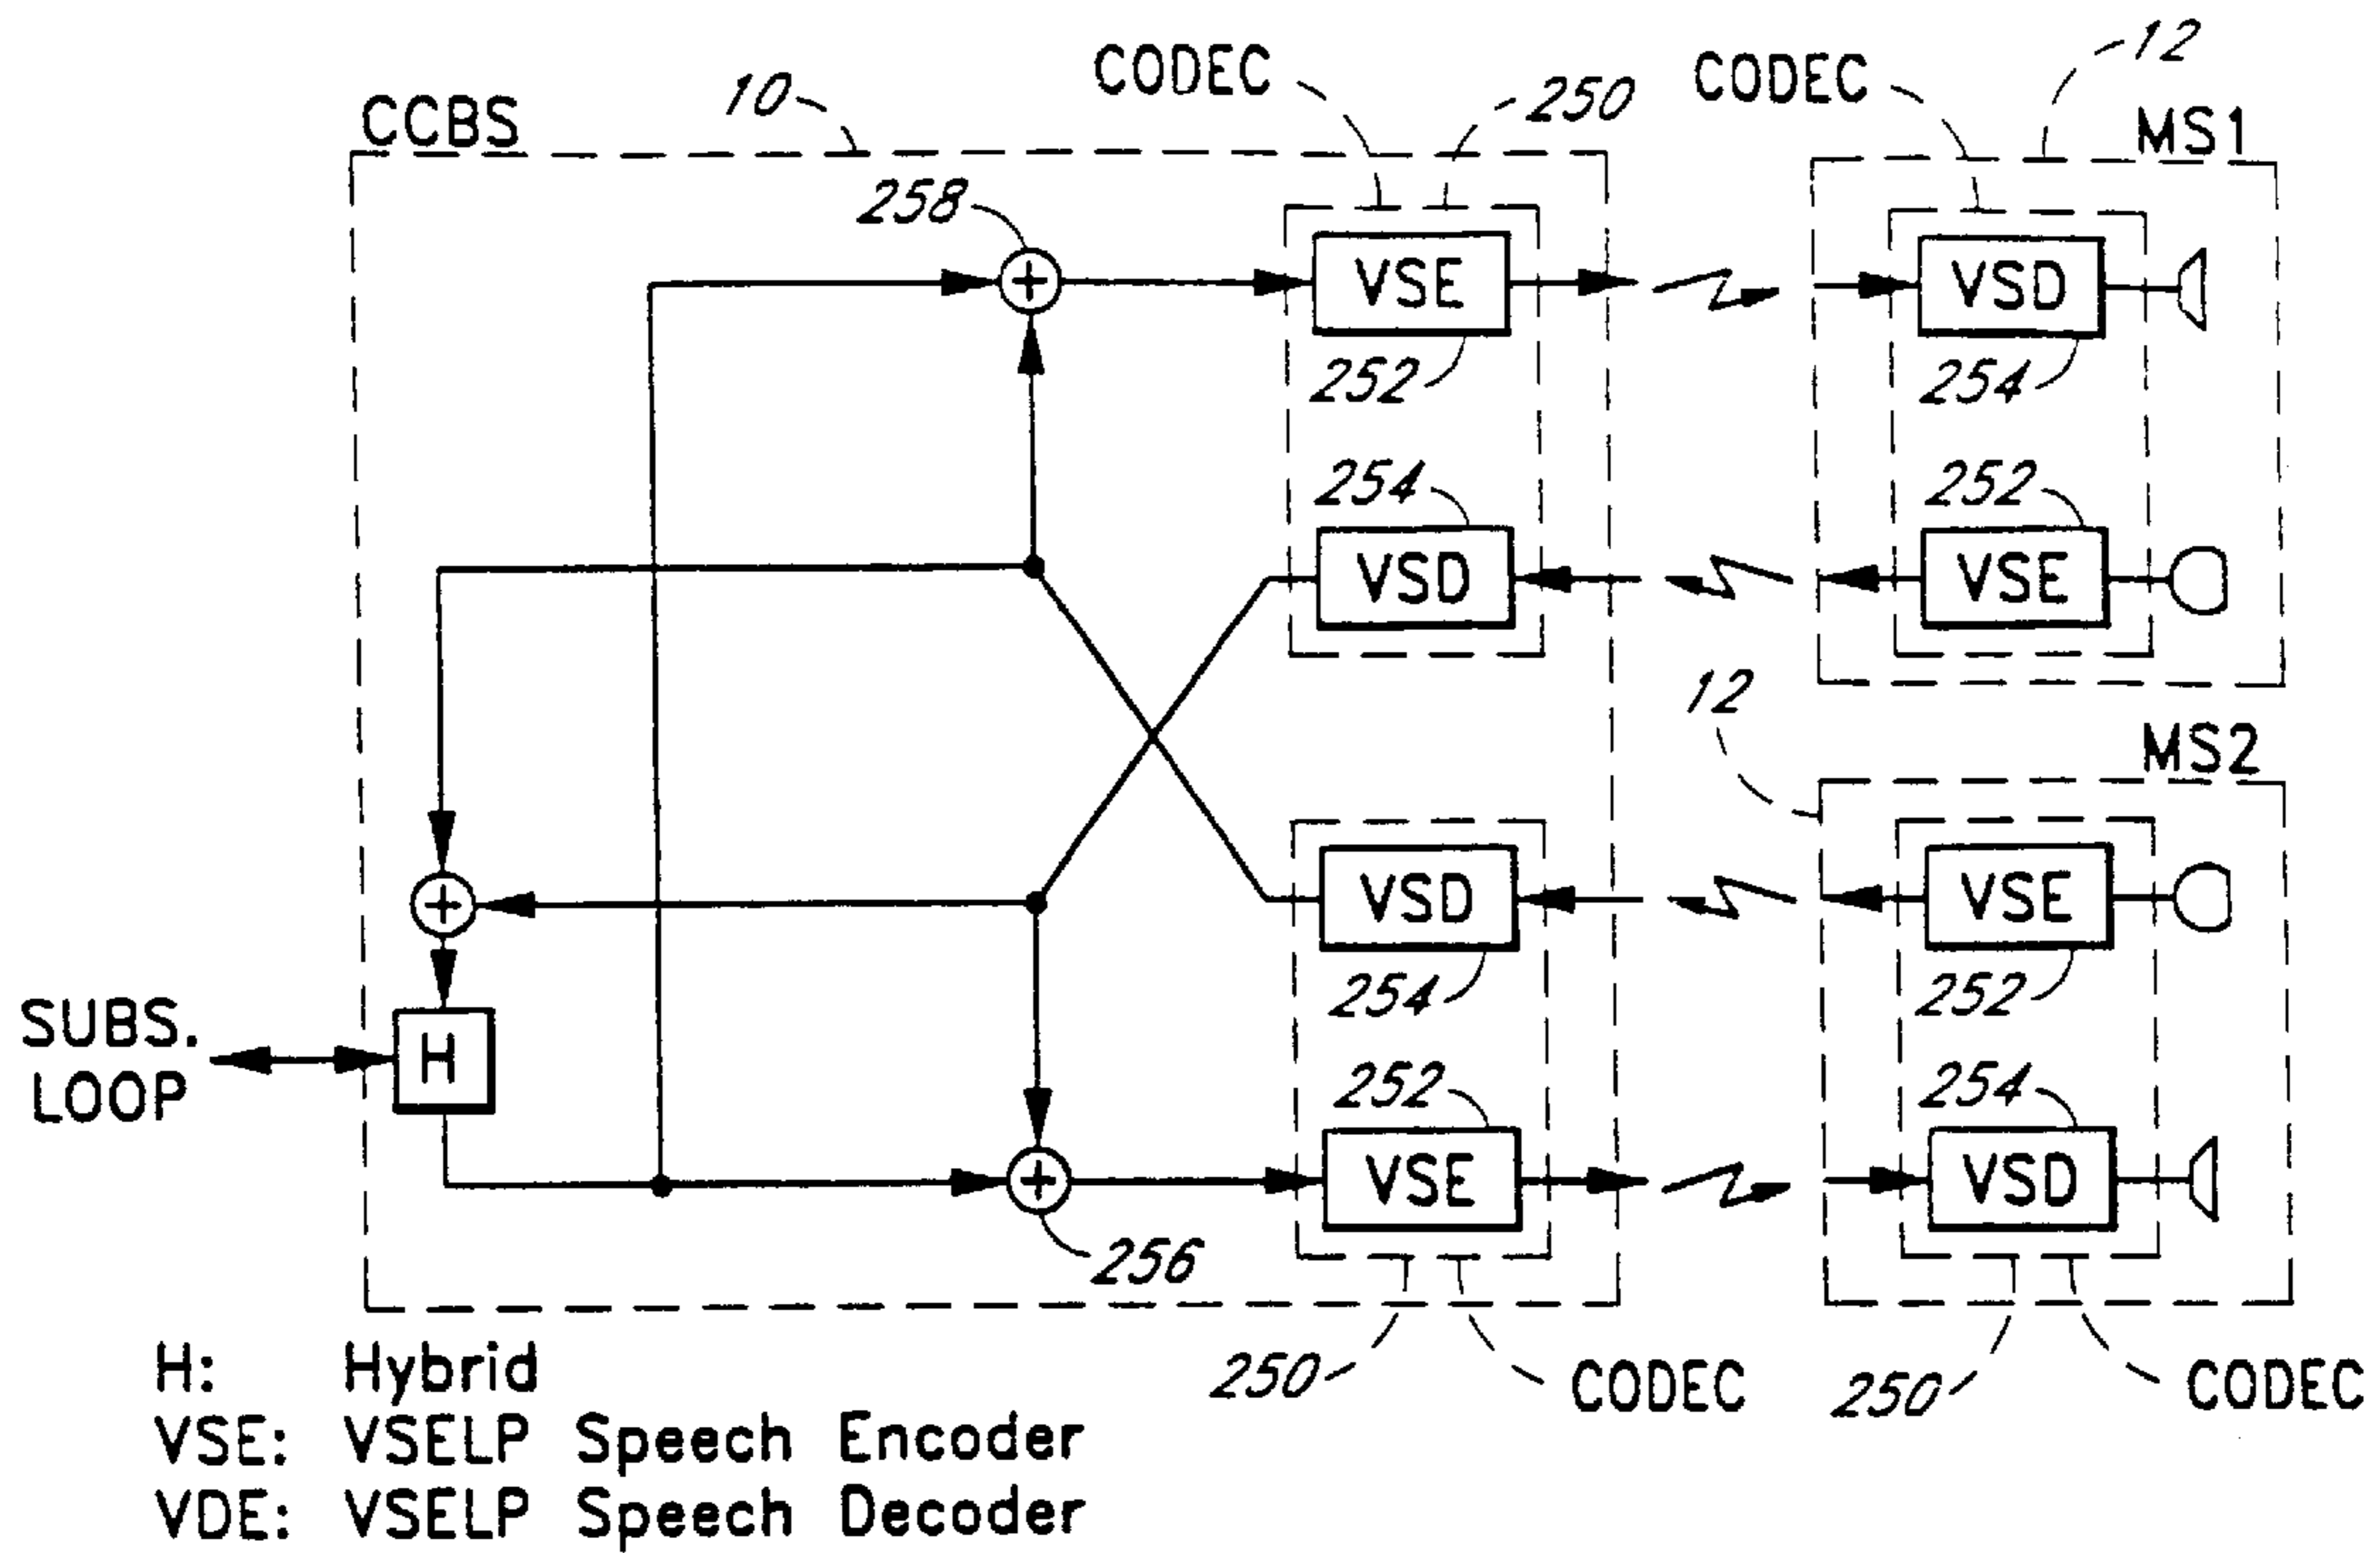 CODEC
12
10
250
CODEC
CCBS
MS1
258
VSE
VSD
252
254
254
252
VSD
VSE
12
MS2
VSD
VSE
254
252
SUBS.
LOOP
H
252
254
VSE
VSD
256
250
CODEC
250
CODEC
H: Hybrid
VSE: VSELP Speech Encoder
VDE: VSELP Speech Decoder